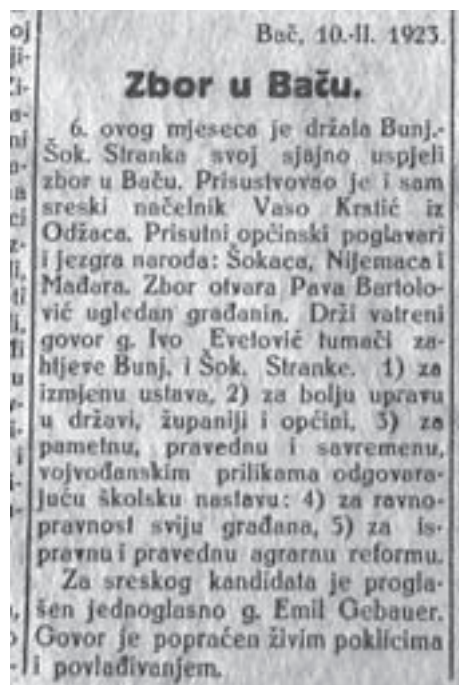 Bač, 10.-II. 1923.
Zbor u Baču.
6. ovog mjeseca je držala Bunj.-
Šok. Stranka svoj sjajno uspjeli
zbor u Baču. Prisustvovao je i sam
sreski načelnik Vaso Krstić iz
Odžaca. Prisutni općinski poglavari
i jezgra naroda: Šokaca, Nijemaca i
Mađara. Zbor otvara Pava Bartolo-
vić ugledan građanin. Drži vatreni
govor g. Ivo Evetović tumači za-
htjeve Bunj. i Šok. Stranke. 1) za
izmjenu ustava, 2) za bolju upravu
u državi, županiji i općini, 3) za
pametnu, pravednu i savremenu,
vojvođanskim prilikama odgovara-
juću školsku nastavu: 4) za ravno-
pravnost sviju građana, 5) za is-
pravnu i pravednu agrarnu reformu.
Za sreskog kandidata je progla-
šen jednoglasno g. Emil Gebauer.
Govor je popraćen živim poklicima
i povlađivanjem.